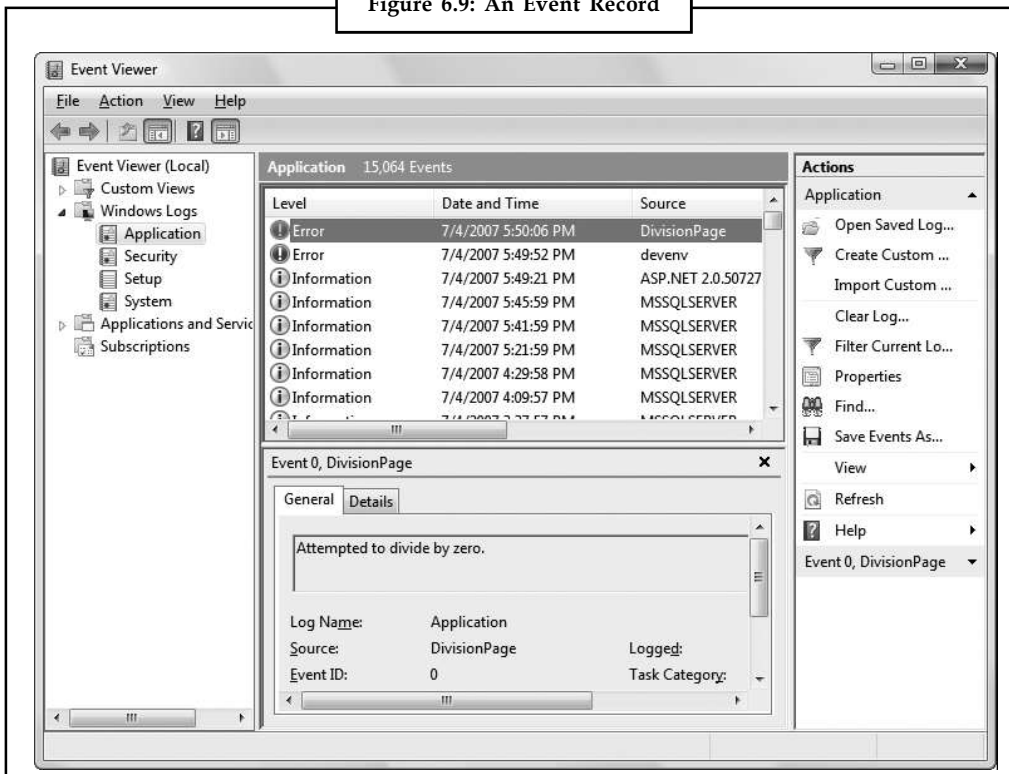 Figure 6.9: An Event Record
Event Viewer
File Action View Help
Event Viewer (Local)
Custom Views
Windows Logs
Application
Security
Setup
System
Applications and Servic
Subscriptions
Application 15,064 Events
Level Date and Time Source
Error 7/4/2007 5:50:06 PM DivisionPage
Error 7/4/2007 5:49:52 PM devenv
Information 7/4/2007 5:49:21 PM ASP.NET 2.0.50727
Information 7/4/2007 5:45:59 PM MSSQLSERVER
Information 7/4/2007 5:41:59 PM MSSQLSERVER
Information 7/4/2007 5:21:59 PM MSSQLSERVER
Information 7/4/2007 4:29:58 PM MSSQLSERVER
Information 7/4/2007 4:09:57 PM MSSQLSERVER
Event 0, DivisionPage
General Details
Attempted to divide by zero.
Log Name: Application
Source: DivisionPage Logged:
Event ID: 0 Task Category:
Actions
Application
Open Saved Log...
Create Custom ...
Import Custom ...
Clear Log...
Filter Current Lo...
Properties
Find...
Save Events As...
View
Refresh
Help
Event 0, DivisionPage